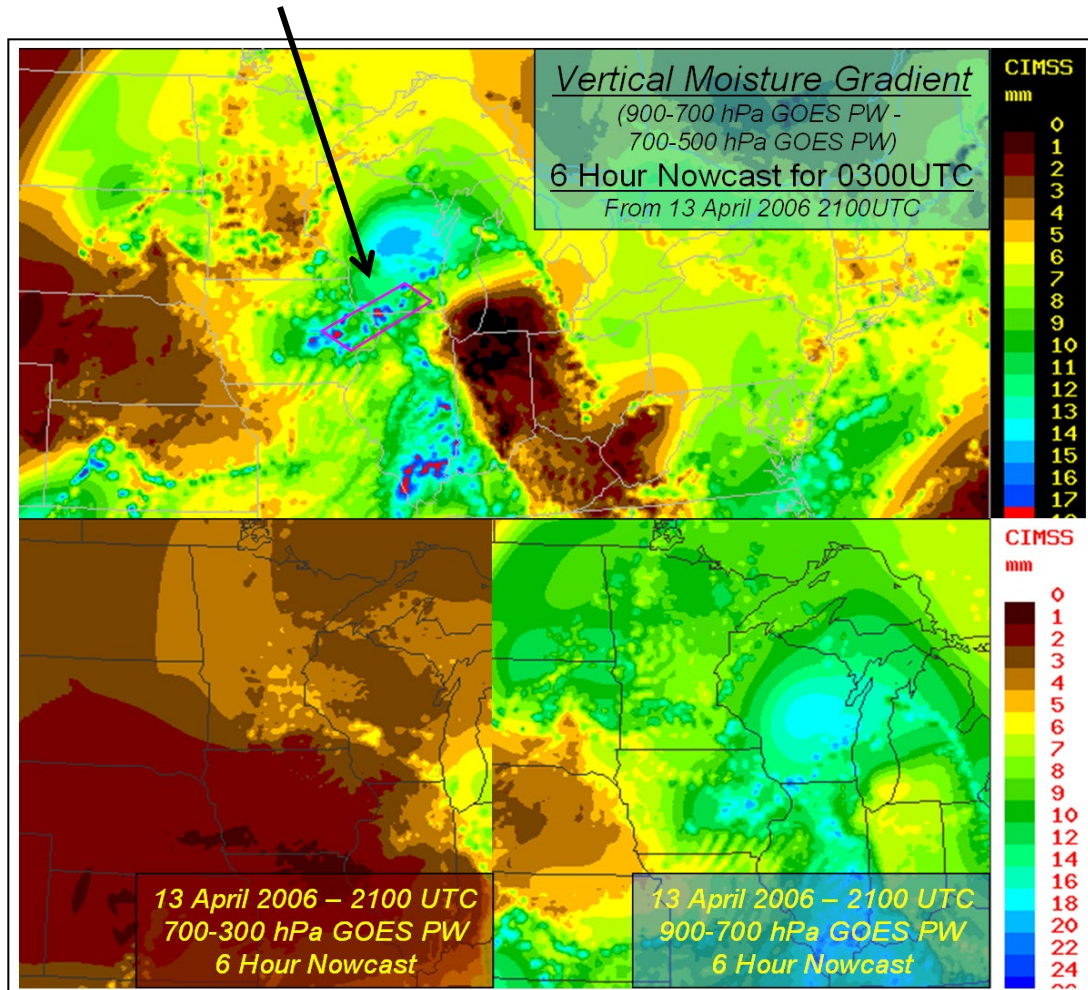 Vertical Moisture Gradient
(900-700 hPa GOES PW -
700-500 hPa GOES PW)
6 Hour Nowcast for 0300UTC
From 13 April 2006 2100UTC
CIMSS
mm
0
1
2
3
4
5
6
7
8
9
10
11
12
13
14
15
16
17
13 April 2006 – 2100 UTC
700-300 hPa GOES PW
6 Hour Nowcast
13 April 2006 – 2100 UTC
900-700 hPa GOES PW
6 Hour Nowcast
CIMSS
mm
0
1
2
3
4
5
6
7
8
9
10
12
14
16
18
20
22
24